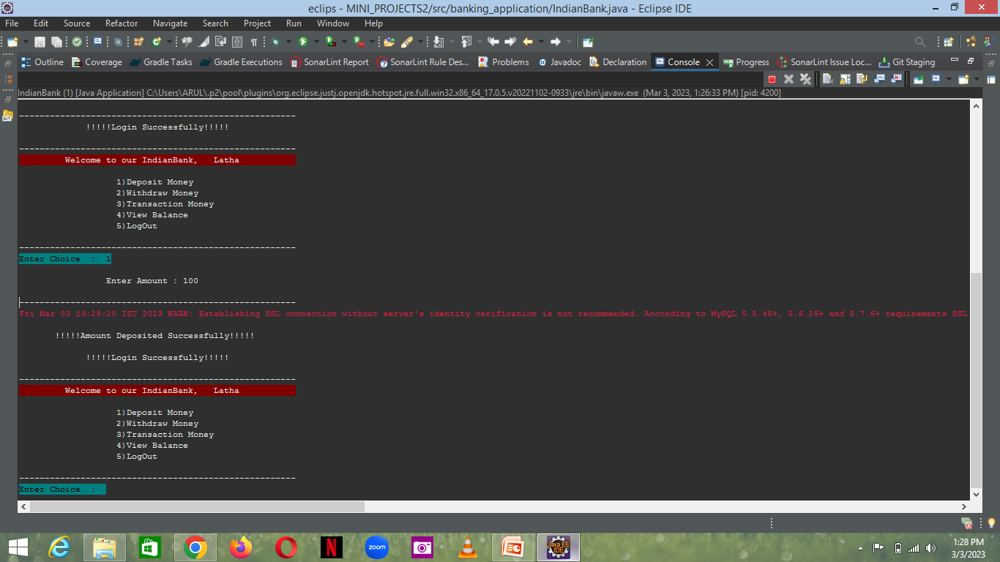 eclips - MINI_PROJECTS2/src/banking_application/IndianBank.java - Eclipse IDE
File Edit Source Refactor Navigate Search Project Run Window Help
Outline Coverage Gradle Tasks Gradle Executions SonarLint Report SonarLint Rule Des... Problems @ Javadoc Declaration Console Progress SonarLint Issue Loc... Git Staging
IndianBank (1) [Java Application] C:\Users\ARUL\.p2\pool\plugins\org.eclipse.justj.openjdk.hotspot.jre.full.win32.x86_64_17.0.5.v20221102-0933\jre\bin\javaw.exe (Mar 3, 2023, 1:26:33 PM) [pid: 4200]
------------------------------------------------------
!!!!!Login Successfully!!!!!
------------------------------------------------------
Welcome to our IndianBank, Latha
1)Deposit Money
2)Withdraw Money
3)Transaction Money
4)View Balance
5)LogOut
------------------------------------------------------
Enter Choice : 1
Enter Amount : 100
------------------------------------------------------
Fri Mar 03 13:28:20 IST 2023 WARN: Establishing SSL connection without server's identity verification is not recommended. According to MySQL 5.5.45+, 5.6.26+ and 5.7.6+ requirements SSL
!!!!!Amount Deposited Successfully!!!!!
!!!!!Login Successfully!!!!!
------------------------------------------------------
Welcome to our IndianBank, Latha
1)Deposit Money
2)Withdraw Money
3)Transaction Money
4)View Balance
5)LogOut
------------------------------------------------------
Enter Choice :
GIT
zoom
Java EE
IDE
1:28 PM
3/3/2023